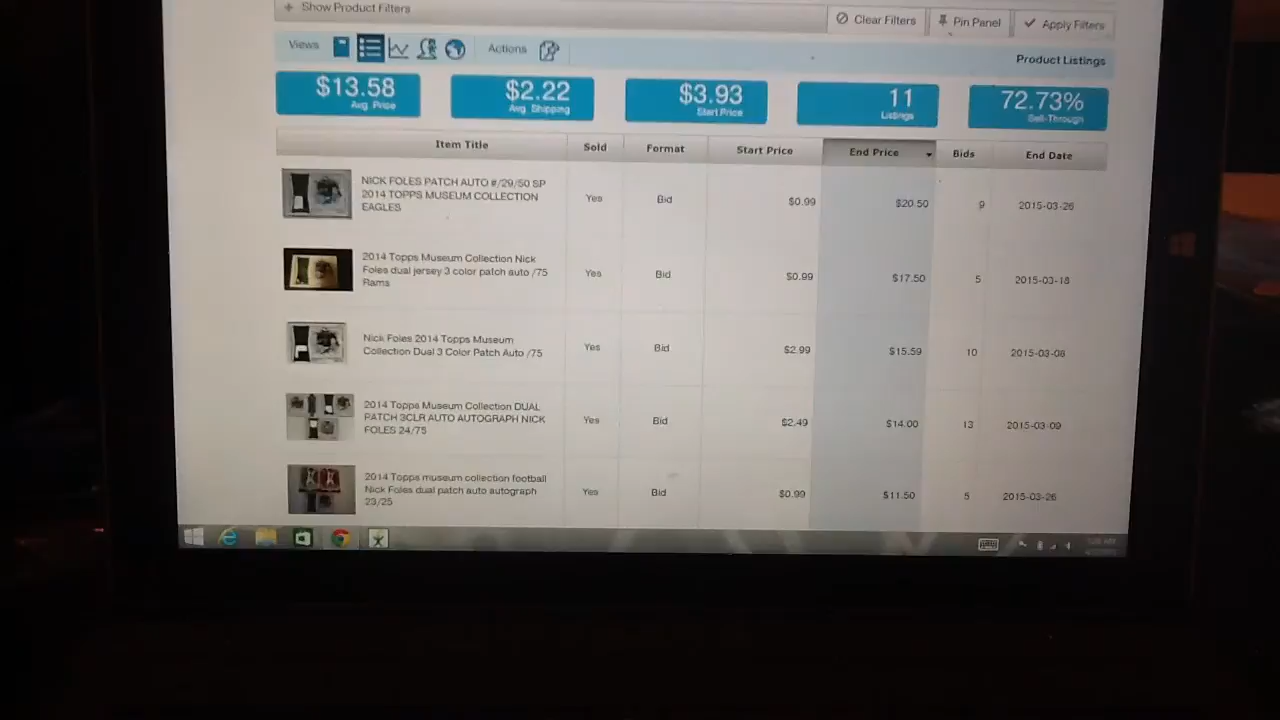 + Show Product Filters
Clear Filters
Pin Panel
Apply Filters
Views
Actions
Product Listings
$13.58
Avg. Price
$2.22
Avg. Shipping
$3.93
Start Price
11
Listings
72.73%
Sell-Through
Item Title Sold Format Start Price End Price Bids End Date
NICK FOLES PATCH AUTO #/29/50 SP
2014 TOPPS MUSEUM COLLECTION
EAGLES
Yes Bid $0.99 $20.50 9 2015-03-26
2014 Topps Museum Collection Nick
Foles dual jersey 3 color patch auto /75
Rams
Yes Bid $0.99 $17.50 5 2015-03-18
Nick Foles 2014 Topps Museum
Collection Dual 3 Color Patch Auto /75
Yes Bid $2.99 $15.59 10 2015-03-08
2014 Topps Museum Collection DUAL
PATCH 3CLR AUTO AUTOGRAPH NICK
FOLES 24/75
Yes Bid $2.49 $14.00 13 2015-03-09
2014 Topps museum collection football
Nick Foles dual patch auto autograph
23/25
Yes Bid $0.99 $11.50 5 2015-03-26